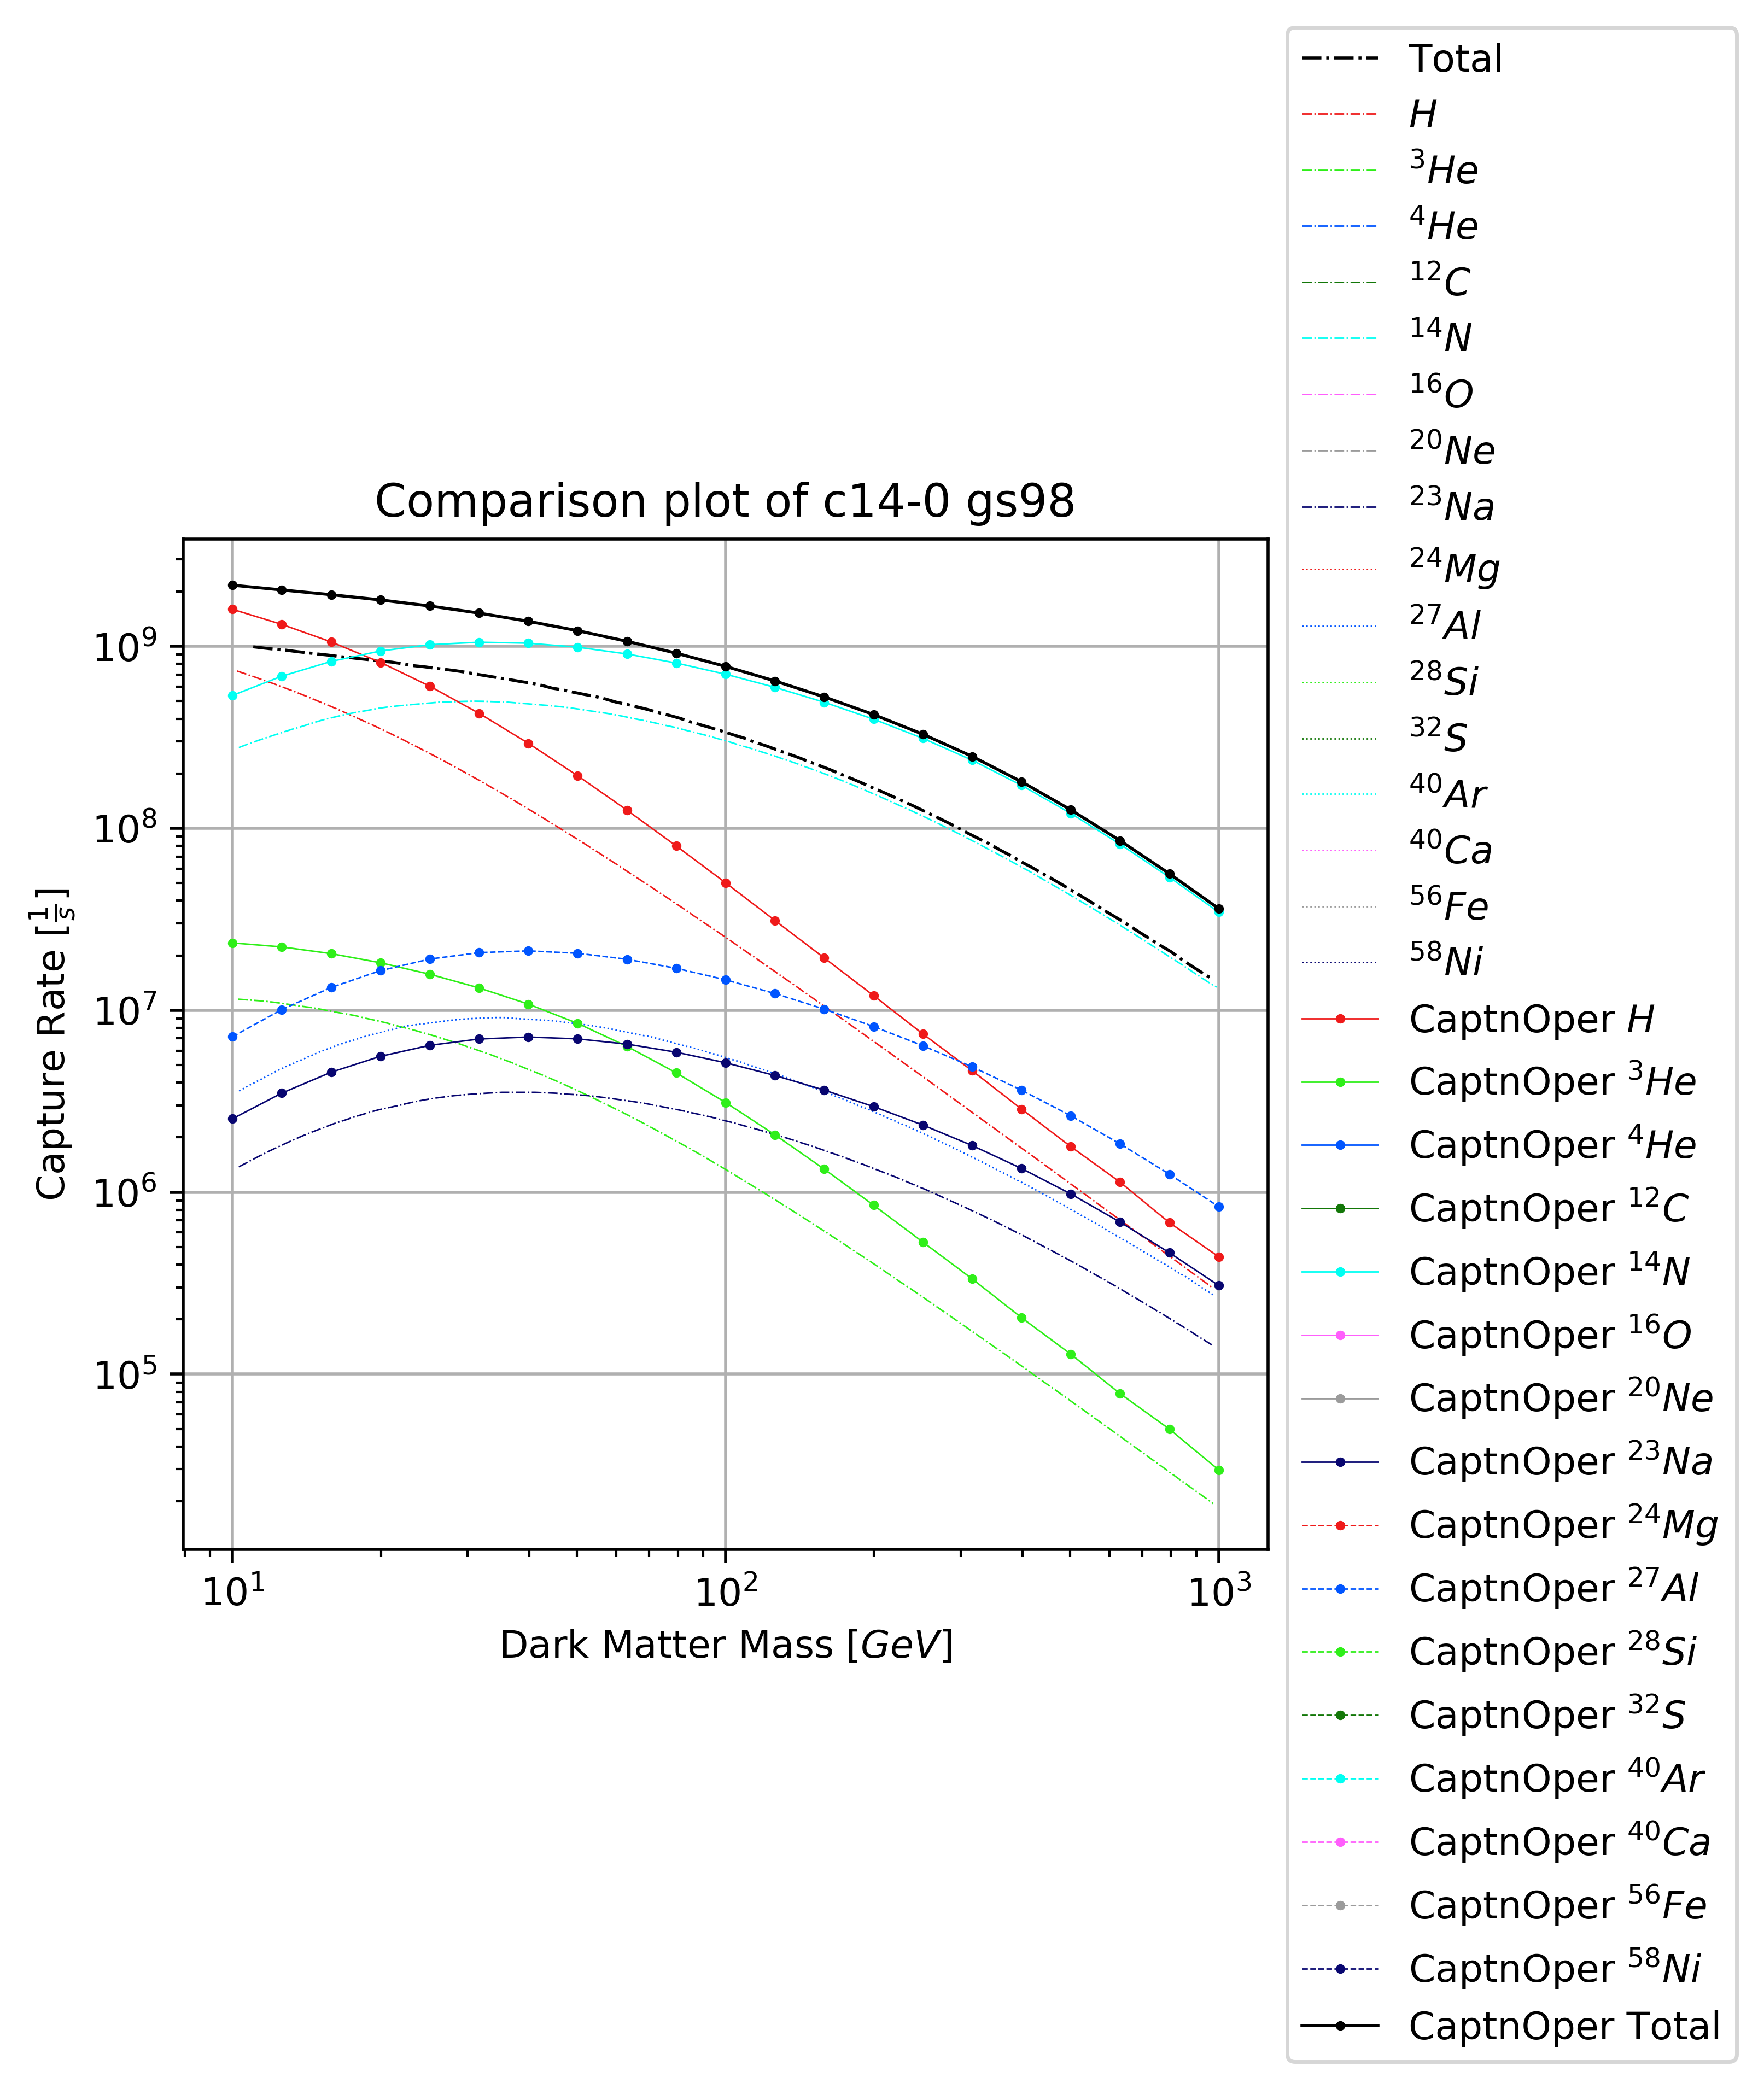 Comparison plot of c14-0 gs98
Capture Rate [1/s]
10^9
10^8
10^7
10^6
10^5
10^1
10^2
10^3
Dark Matter Mass [GeV]
Total
H
^3He
^4He
^12C
^14N
^16O
^20Ne
^23Na
^24Mg
^27Al
^28Si
^32S
^40Ar
^40Ca
^56Fe
^58Ni
CaptnOper H
CaptnOper ^3He
CaptnOper ^4He
CaptnOper ^12C
CaptnOper ^14N
CaptnOper ^16O
CaptnOper ^20Ne
CaptnOper ^23Na
CaptnOper ^24Mg
CaptnOper ^27Al
CaptnOper ^28Si
CaptnOper ^32S
CaptnOper ^40Ar
CaptnOper ^40Ca
CaptnOper ^56Fe
CaptnOper ^58Ni
CaptnOper Total